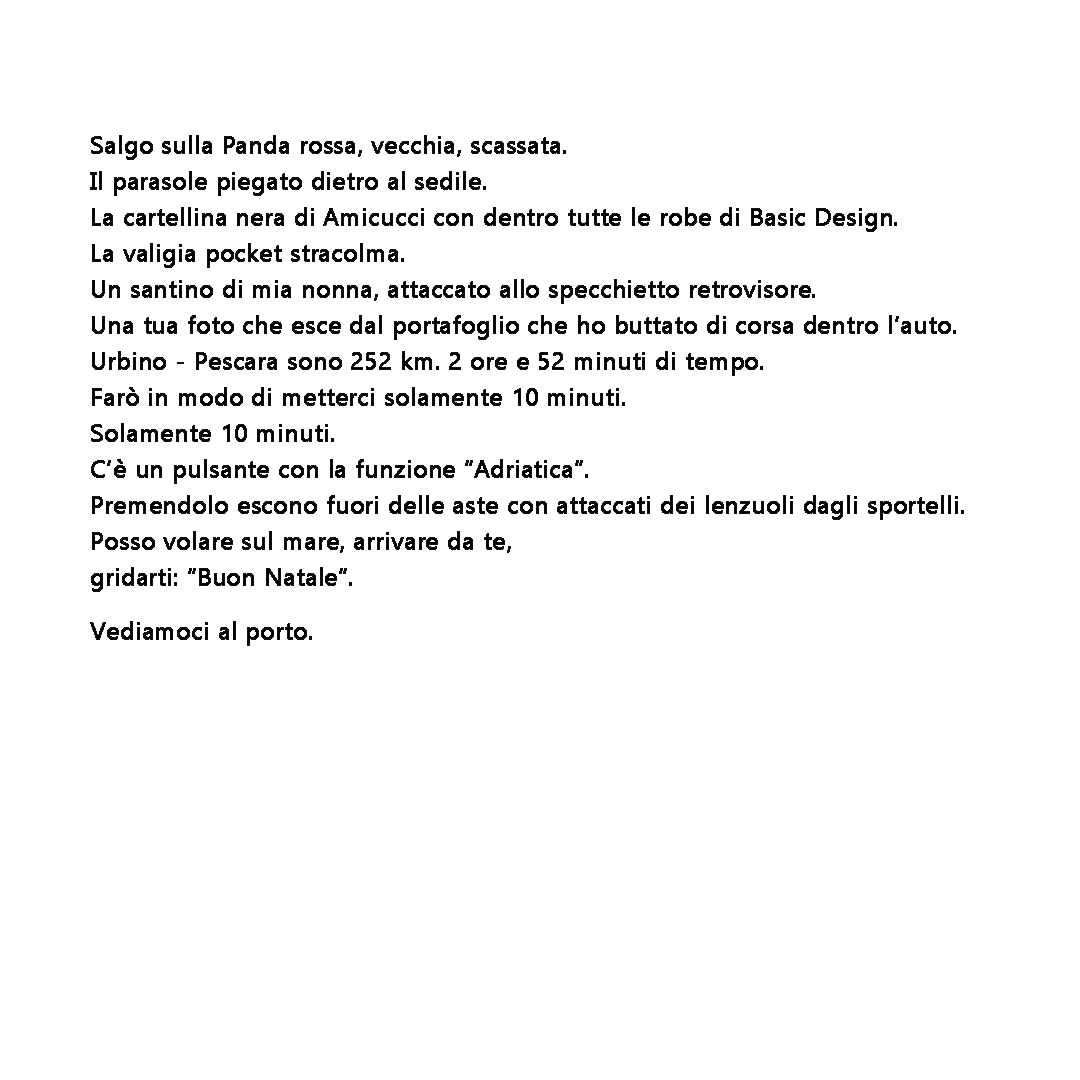 Salgo sulla Panda rossa, vecchia, scassata.
Il parasole piegato dietro al sedile.
La cartellina nera di Amicucci con dentro tutte le robe di Basic Design.
La valigia pocket stracolma.
Un santino di mia nonna, attaccato allo specchietto retrovisore.
Una tua foto che esce dal portafoglio che ho buttato di corsa dentro l’auto.
Urbino - Pescara sono 252 km. 2 ore e 52 minuti di tempo.
Farò in modo di metterci solamente 10 minuti.
Solamente 10 minuti.
C’è un pulsante con la funzione “Adriatica”.
Premendolo escono fuori delle aste con attaccati dei lenzuoli dagli sportelli.
Posso volare sul mare, arrivare da te,
gridarti: “Buon Natale”.
Vediamoci al porto.